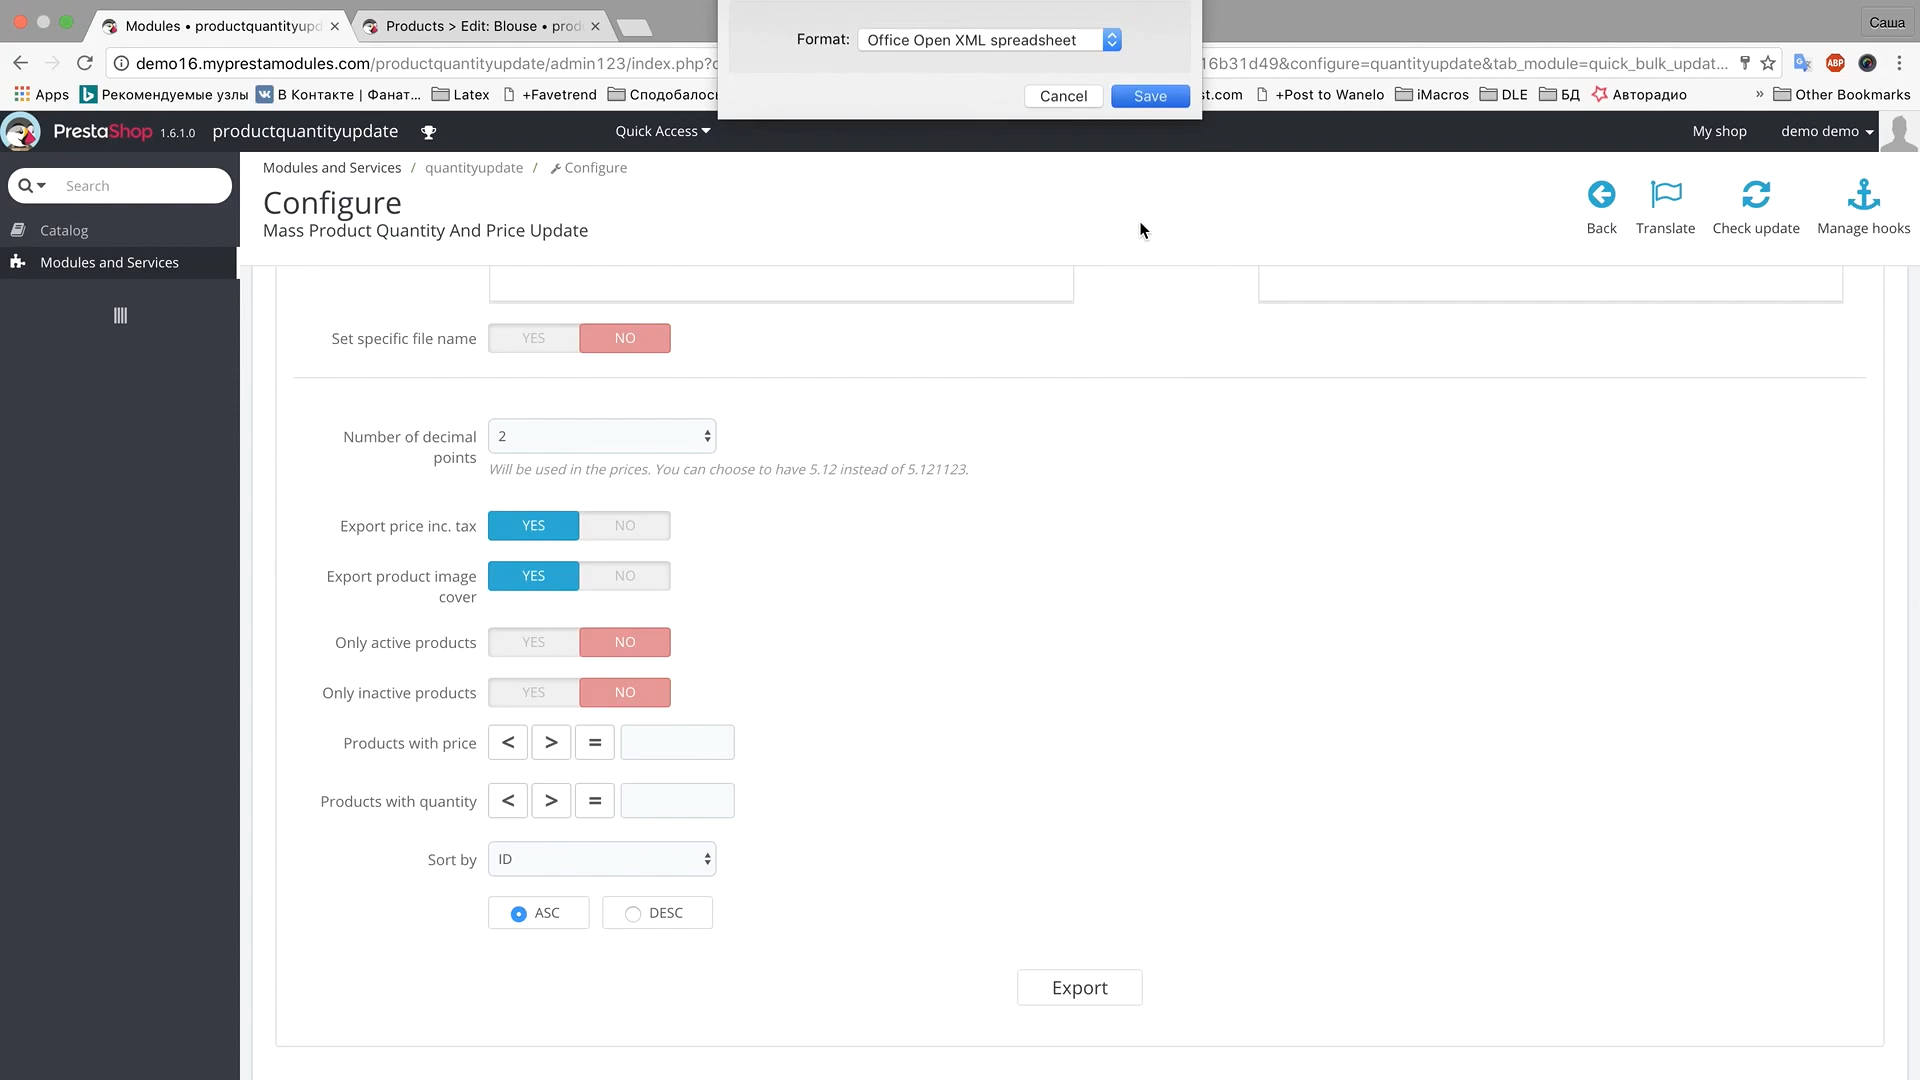 Modules • productquantityupd
Products > Edit: Blouse • prod
Саша
Format: Office Open XML spreadsheet
demo16.myprestamodules.com/productquantityupdate/admin123/index.php?
16b31d49&configure=quantityupdate&tab_module=quick_bulk_updat...
Cancel Save
Apps Рекомендуемые узлы В Контакте | Фанат... Latex +Favetrend Сподобалось
st.com +Post to Wanelo iMacros DLE БД Авторадио » Other Bookmarks
PrestaShop 1.6.1.0 productquantityupdate Quick Access My shop demo demo
Search
Catalog
Modules and Services
Modules and Services / quantityupdate / Configure
Configure
Mass Product Quantity And Price Update
Back Translate Check update Manage hooks
Set specific file name YES NO
Number of decimal points 2
Will be used in the prices. You can choose to have 5.12 instead of 5.121123.
Export price inc. tax YES NO
Export product image cover YES NO
Only active products YES NO
Only inactive products YES NO
Products with price < > =
Products with quantity < > =
Sort by ID
ASC DESC
Export